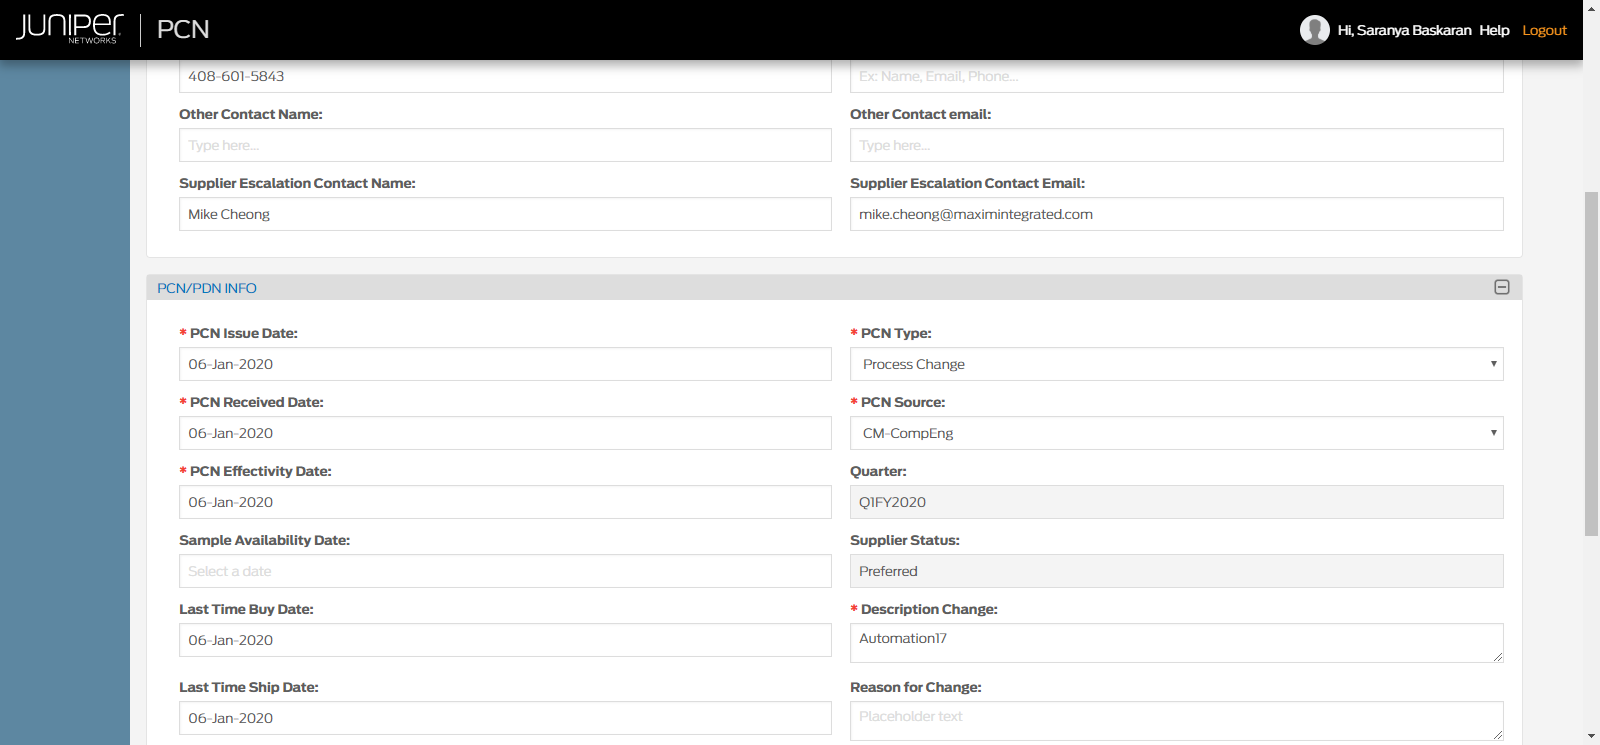 JUNIPER NETWORKS
PCN
Hi, Saranya Baskaran Help Logout
408-601-5843
Ex: Name, Email, Phone...
Other Contact Name:
Other Contact email:
Type here...
Type here...
Supplier Escalation Contact Name:
Supplier Escalation Contact Email:
Mike Cheong
mike.cheong@maximintegrated.com
PCN/PDN INFO
* PCN Issue Date:
* PCN Type:
06-Jan-2020
Process Change
* PCN Received Date:
* PCN Source:
06-Jan-2020
CM-CompEng
* PCN Effectivity Date:
Quarter:
06-Jan-2020
Q1FY2020
Sample Availability Date:
Supplier Status:
Select a date
Preferred
Last Time Buy Date:
* Description Change:
06-Jan-2020
Automation17
Last Time Ship Date:
Reason for Change:
06-Jan-2020
Placeholder text